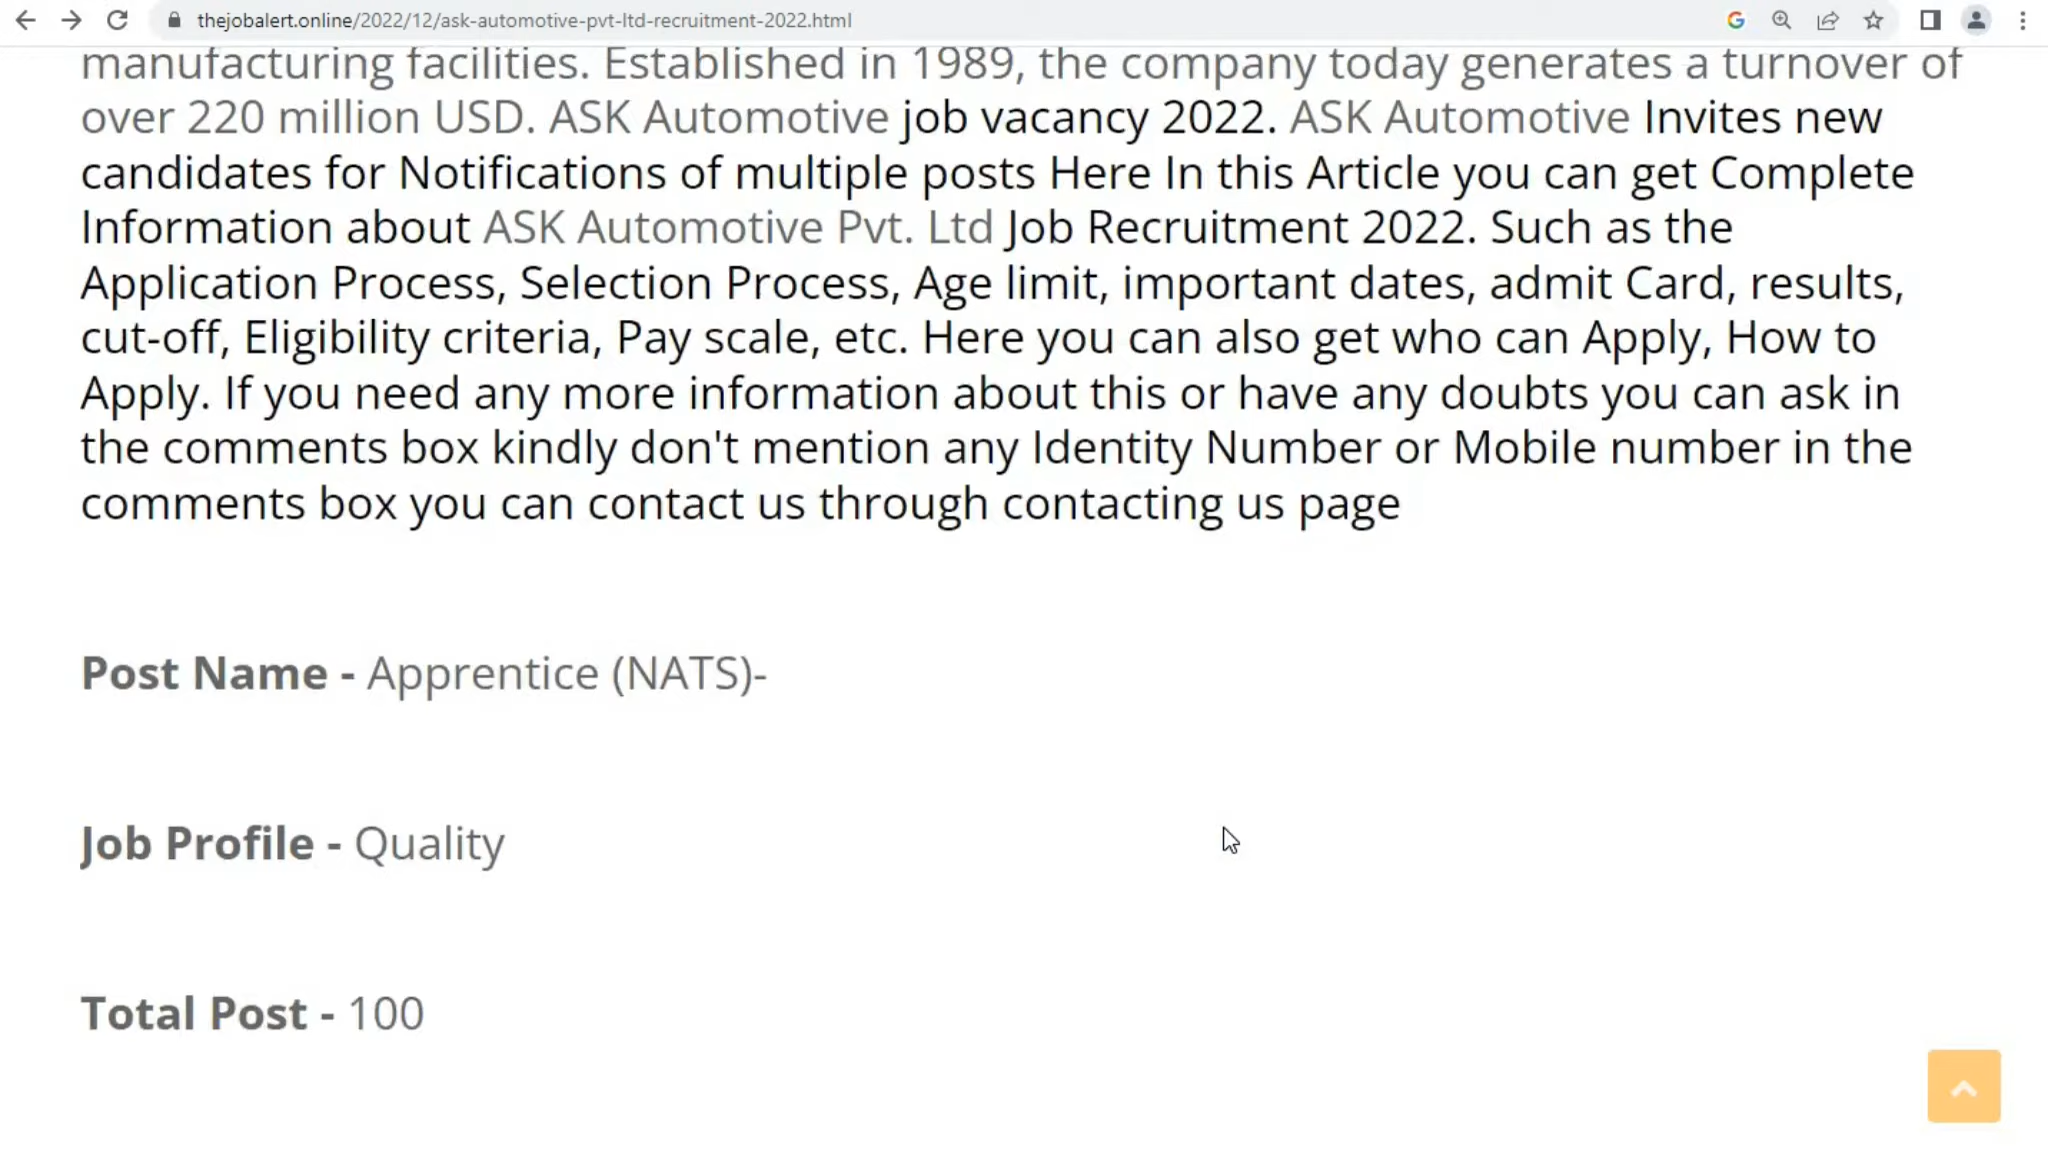 thejobalert.online/2022/12/ask-automotive-pvt-ltd-recruitment-2022.html
manufacturing facilities. Established in 1989, the company today generates a turnover of
over 220 million USD. ASK Automotive job vacancy 2022. ASK Automotive Invites new
candidates for Notifications of multiple posts Here In this Article you can get Complete
Information about ASK Automotive Pvt. Ltd Job Recruitment 2022. Such as the
Application Process, Selection Process, Age limit, important dates, admit Card, results,
cut-off, Eligibility criteria, Pay scale, etc. Here you can also get who can Apply, How to
Apply. If you need any more information about this or have any doubts you can ask in
the comments box kindly don't mention any Identity Number or Mobile number in the
comments box you can contact us through contacting us page
Post Name - Apprentice (NATS)-
Job Profile - Quality
Total Post - 100